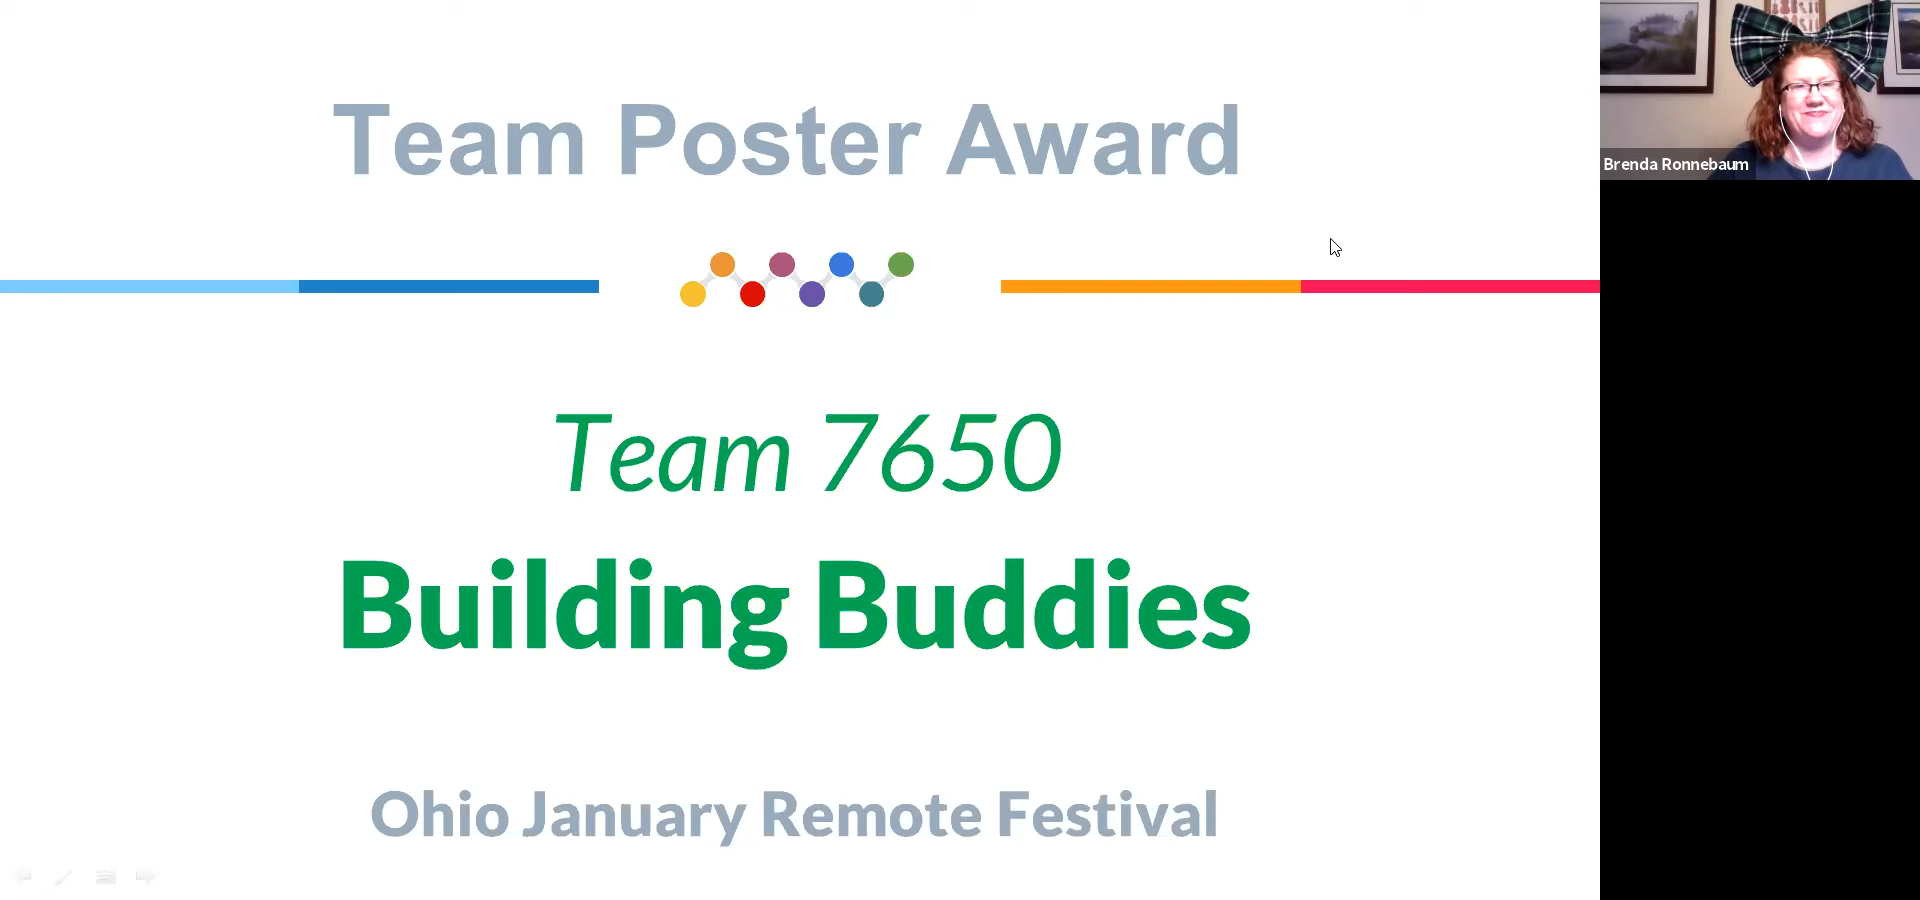 Team Poster Award
Brenda Ronnebaum
Team 7650
Building Buddies
Ohio January Remote Festival